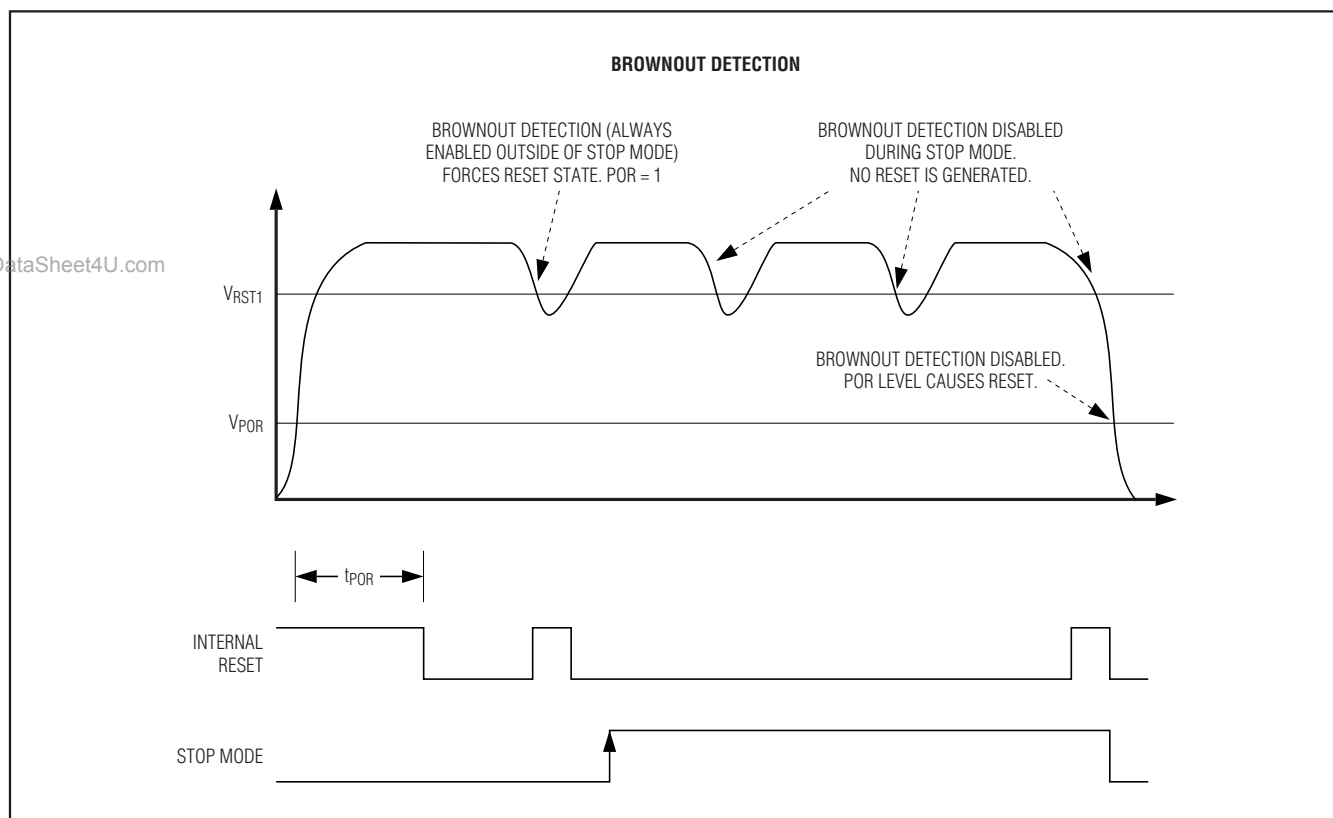 BROWNOUT DETECTION
BROWNOUT DETECTION (ALWAYS
ENABLED OUTSIDE OF STOP MODE)
FORCES RESET STATE. POR = 1
BROWNOUT DETECTION DISABLED
DURING STOP MODE.
NO RESET IS GENERATED.
DataSheet4U.com
VRST1
BROWNOUT DETECTION DISABLED.
POR LEVEL CAUSES RESET.
VPOR
tPOR
INTERNAL
RESET
STOP MODE